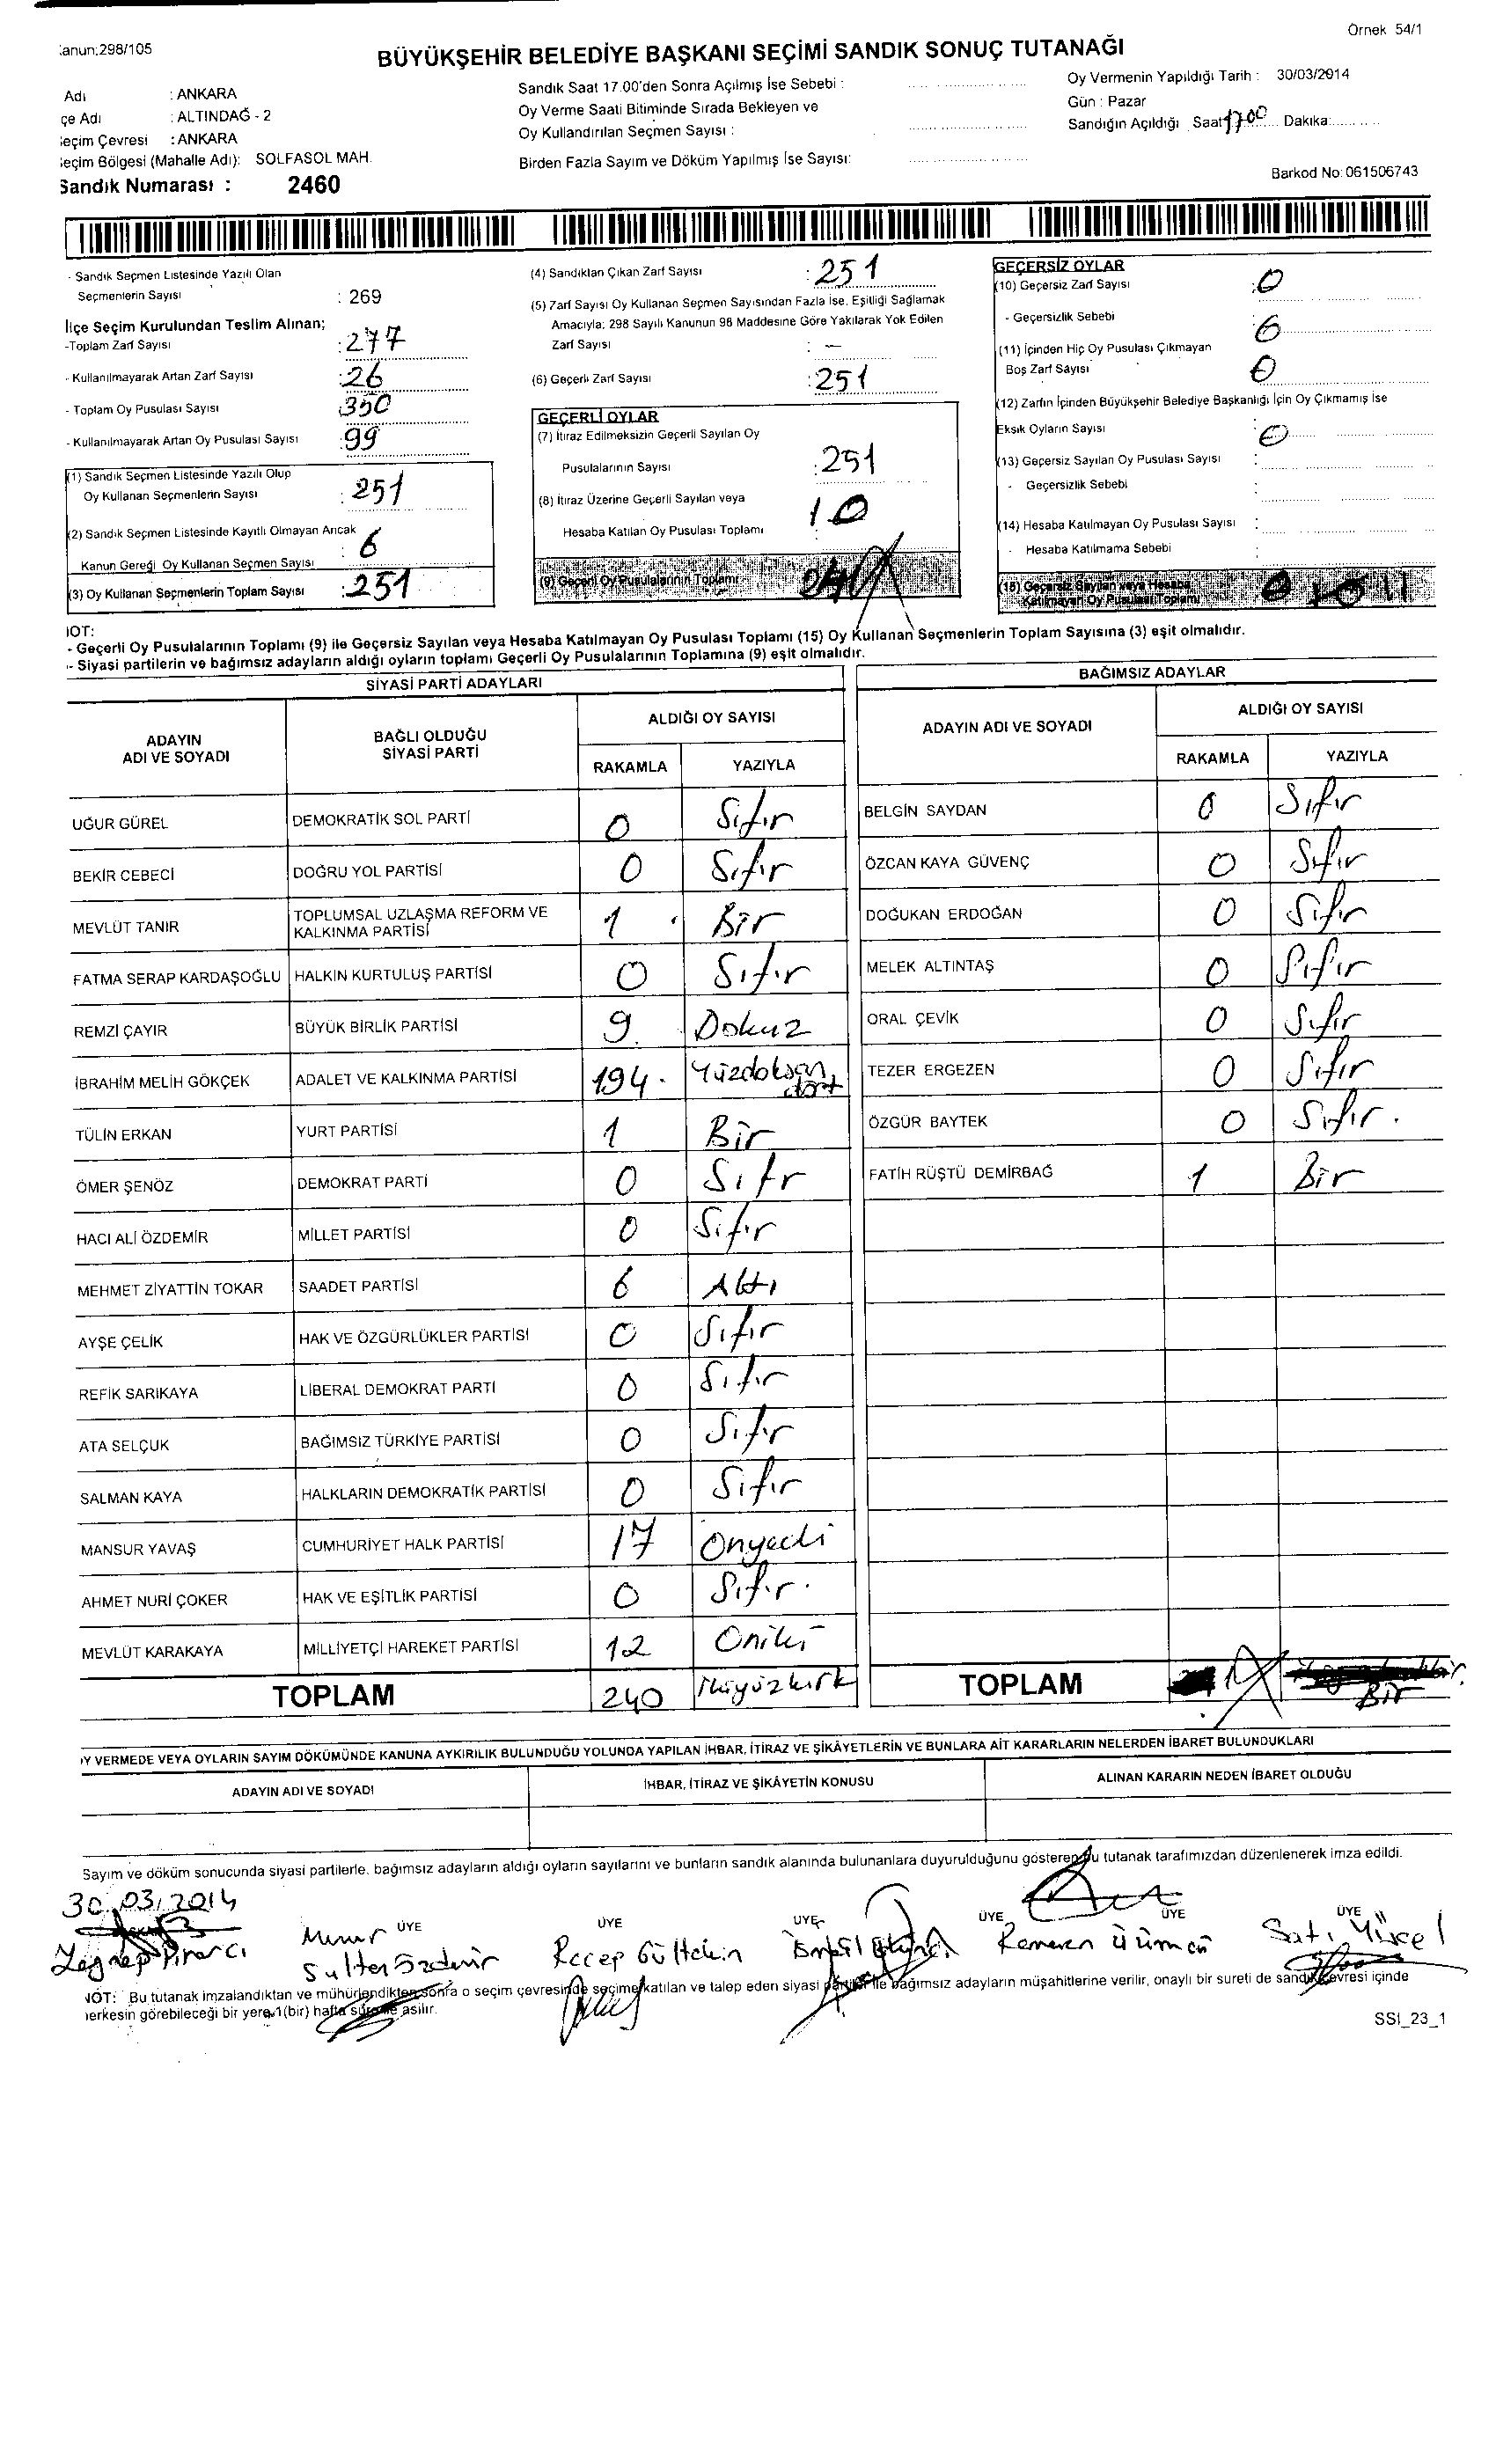 Örnek 54/1
anun:298/105
BÜYÜKŞEHİR BELEDİYE BAŞKANI SEÇİMİ SANDIK SONUÇ TUTANAĞI
Adı : ANKARA
çe Adı : ALTINDAĞ - 2
eçim Çevresi : ANKARA
eçim Bölgesi (Mahalle Adı): SOLFASOL MAH.
Sandık Numarası : 2460
Sandık Saat 17.00'den Sonra Açılmış İse Sebebi :
Oy Verme Saati Bitiminde Sırada Bekleyen ve
Oy Kullandırılan Seçmen Sayısı :
Birden Fazla Sayım ve Döküm Yapılmış İse Sayısı:
Oy Vermenin Yapıldığı Tarih : 30/03/2014
Gün : Pazar
Sandığın Açıldığı Saat 17.00 Dakika:
Barkod No: 061506743
- Sandık Seçmen Listesinde Yazılı Olan
Seçmenlerin Sayısı : 269
İlçe Seçim Kurulundan Teslim Alınan;
-Toplam Zarf Sayısı : 277
- Kullanılmayarak Artan Zarf Sayısı : 26
- Toplam Oy Pusulası Sayısı : 350
- Kullanılmayarak Artan Oy Pusulası Sayısı : 99
(1) Sandık Seçmen Listesinde Yazılı Olup
Oy Kullanan Seçmenlerin Sayısı : 251
(2) Sandık Seçmen Listesinde Kayıtlı Olmayan Ancak
Kanun Gereği Oy Kullanan Seçmen Sayısı :
(3) Oy Kullanan Seçmenlerin Toplam Sayısı : 251
(4) Sandıktan Çıkan Zarf Sayısı : 251
(5) Zarf Sayısı Oy Kullanan Seçmen Sayısından Fazla İse, Eşitliği Sağlamak
Amacıyla; 298 Sayılı Kanunun 98 Maddesine Göre Yakılarak Yok Edilen
Zarf Sayısı : —
(6) Geçerli Zarf Sayısı : 251
GEÇERLİ OYLAR
(7) İtiraz Edilmeksizin Geçerli Sayılan Oy
Pusulalarının Sayısı : 251
(8) İtiraz Üzerine Geçerli Sayılan veya
Hesaba Katılan Oy Pusulası Toplamı : 10
(9) Geçerli Oy Pusulalarının Toplamı
GEÇERSİZ OYLAR
(10) Geçersiz Zarf Sayısı : 0
- Geçersizlik Sebebi :
(11) İçinden Hiç Oy Pusulası Çıkmayan
Boş Zarf Sayısı 0
(12) Zarfın İçinden Büyükşehir Belediye Başkanlığı İçin Oy Çıkmamış İse
Eksik Oyların Sayısı : 0
(13) Geçersiz Sayılan Oy Pusulası Sayısı :
- Geçersizlik Sebebi :
(14) Hesaba Katılmayan Oy Pusulası Sayısı :
- Hesaba Katılmama Sebebi :
(15) Geçersiz Sayılan veya Hesaba
Katılmayan Oy Pusulası Toplamı
IOT:
- Geçerli Oy Pusulalarının Toplamı (9) ile Geçersiz Sayılan veya Hesaba Katılmayan Oy Pusulası Toplamı (15) Oy Kullanan Seçmenlerin Toplam Sayısına (3) eşit olmalıdır.
- Siyasi partilerin ve bağımsız adayların aldığı oyların toplamı Geçerli Oy Pusulalarının Toplamına (9) eşit olmalıdır.
SİYASİ PARTİ ADAYLARI
ADAYIN ADI VE SOYADI BAĞLI OLDUĞU SİYASİ PARTİ ALDIĞI OY SAYISI
RAKAMLA YAZIYLA
UĞUR GÜREL DEMOKRATİK SOL PARTİ 0 Sıfır
BEKİR CEBECİ DOĞRU YOL PARTİSİ 0 Sıfır
MEVLÜT TANIR TOPLUMSAL UZLAŞMA REFORM VE KALKINMA PARTİSİ 1 Bir
FATMA SERAP KARDAŞOĞLU HALKIN KURTULUŞ PARTİSİ 0 Sıfır
REMZİ ÇAYIR BÜYÜK BİRLİK PARTİSİ 9 Dokuz
İBRAHİM MELİH GÖKÇEK ADALET VE KALKINMA PARTİSİ 194 Yüzdoksan dört
TÜLİN ERKAN YURT PARTİSİ 1 Bir
ÖMER ŞENÖZ DEMOKRAT PARTİ 0 Sıfr
HACI ALİ ÖZDEMİR MİLLET PARTİSİ 0 Sıfır
MEHMET ZİYATTİN TOKAR SAADET PARTİSİ 6 Altı
AYŞE ÇELİK HAK VE ÖZGÜRLÜKLER PARTİSİ 0 Sıfır
REFİK SARIKAYA LİBERAL DEMOKRAT PARTİ 0 Sıfır
ATA SELÇUK BAĞIMSIZ TÜRKİYE PARTİSİ 0 Sıfır
SALMAN KAYA HALKLARIN DEMOKRATİK PARTİSİ 0 Sıfır
MANSUR YAVAŞ CUMHURİYET HALK PARTİSİ 17 Onyedi
AHMET NURİ ÇOKER HAK VE EŞİTLİK PARTİSİ 0 Sıfır.
MEVLÜT KARAKAYA MİLLİYETÇİ HAREKET PARTİSİ 12 Oniki
TOPLAM 240 İkiyüzkırk
BAĞIMSIZ ADAYLAR
ADAYIN ADI VE SOYADI ALDIĞI OY SAYISI
RAKAMLA YAZIYLA
BELGİN SAYDAN 0 Sıfır
ÖZCAN KAYA GÜVENÇ 0 Sıfır
DOĞUKAN ERDOĞAN 0 Sıfır
MELEK ALTINTAŞ 0 Sıfır
ORAL ÇEVİK 0 Sıfır
TEZER ERGEZEN 0 Sıfır
ÖZGÜR BAYTEK 0 Sıfır.
FATİH RÜŞTÜ DEMİRBAĞ 1 Bir
TOPLAM 1 Bir
Y VERMEDE VEYA OYLARIN SAYIM DÖKÜMÜNDE KANUNA AYKIRILIK BULUNDUĞU YOLUNDA YAPILAN İHBAR, İTİRAZ VE ŞİKÂYETLERİN VE BUNLARA AİT KARARLARIN NELERDEN İBARET BULUNDUKLARI
ADAYIN ADI VE SOYADI İHBAR, İTİRAZ VE ŞİKÂYETİN KONUSU ALINAN KARARIN NEDEN İBARET OLDUĞU
Sayım ve döküm sonucunda siyasi partilerle, bağımsız adayların aldığı oyların sayılarını ve bunların sandık alanında bulunanlara duyurulduğunu gösteren bu tutanak tarafımızdan düzenlenerek imza edildi.
30.03.2014
ÜYE ÜYE ÜYE ÜYE ÜYE ÜYE
Zeynep Pınarcı Recep Gültekin Satı Yücel
NOT: Bu tutanak imzalandıktan ve mühürlendikten sonra o seçim çevresinde seçime katılan ve talep eden siyasi partiler ile bağımsız adayların müşahitlerine verilir, onaylı bir sureti de sandık çevresi içinde
erkesin görebileceği bir yere 1(bir) hafta süre ile asılır.
SSI_23_1